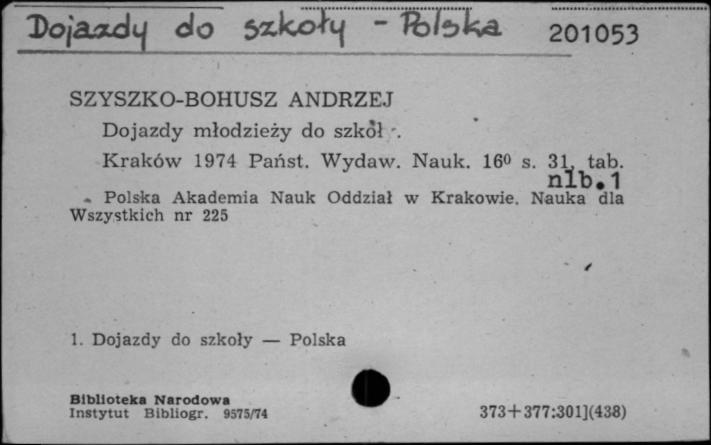 Dojazdy do szkoły - Polska 201053
SZYSZKO-BOHUSZ ANDRZEJ
Dojazdy młodzieży do szkół.
Kraków 1974 Państ. Wydaw. Nauk. 16⁰ s. 31, tab.
nlb. 1
Polska Akademia Nauk Oddział w Krakowie. Nauka dla
Wszystkich nr 225
1. Dojazdy do szkoły — Polska
Biblioteka Narodowa
Instytut Bibliogr. 9575/74 373+377:301](438)